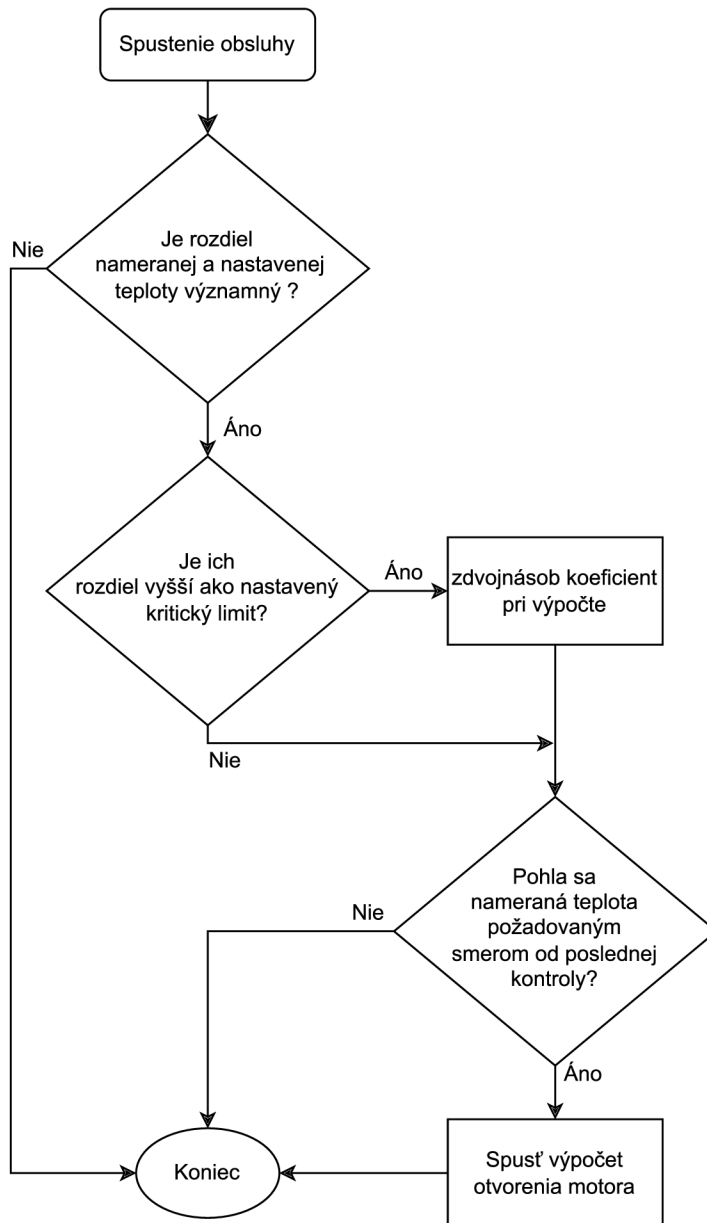 Spustenie obsluhy
Je rozdiel
nameranej a nastavenej
teploty významný ?
Nie
Áno
Je ich
rozdiel vyšší ako nastavený
kritický limit?
Áno
zdvojnásob koeficient
pri výpočte
Nie
Pohla sa
nameraná teplota
požadovaným
smerom od poslednej
kontroly?
Nie
Áno
Spusť výpočet
otvorenia motora
Koniec